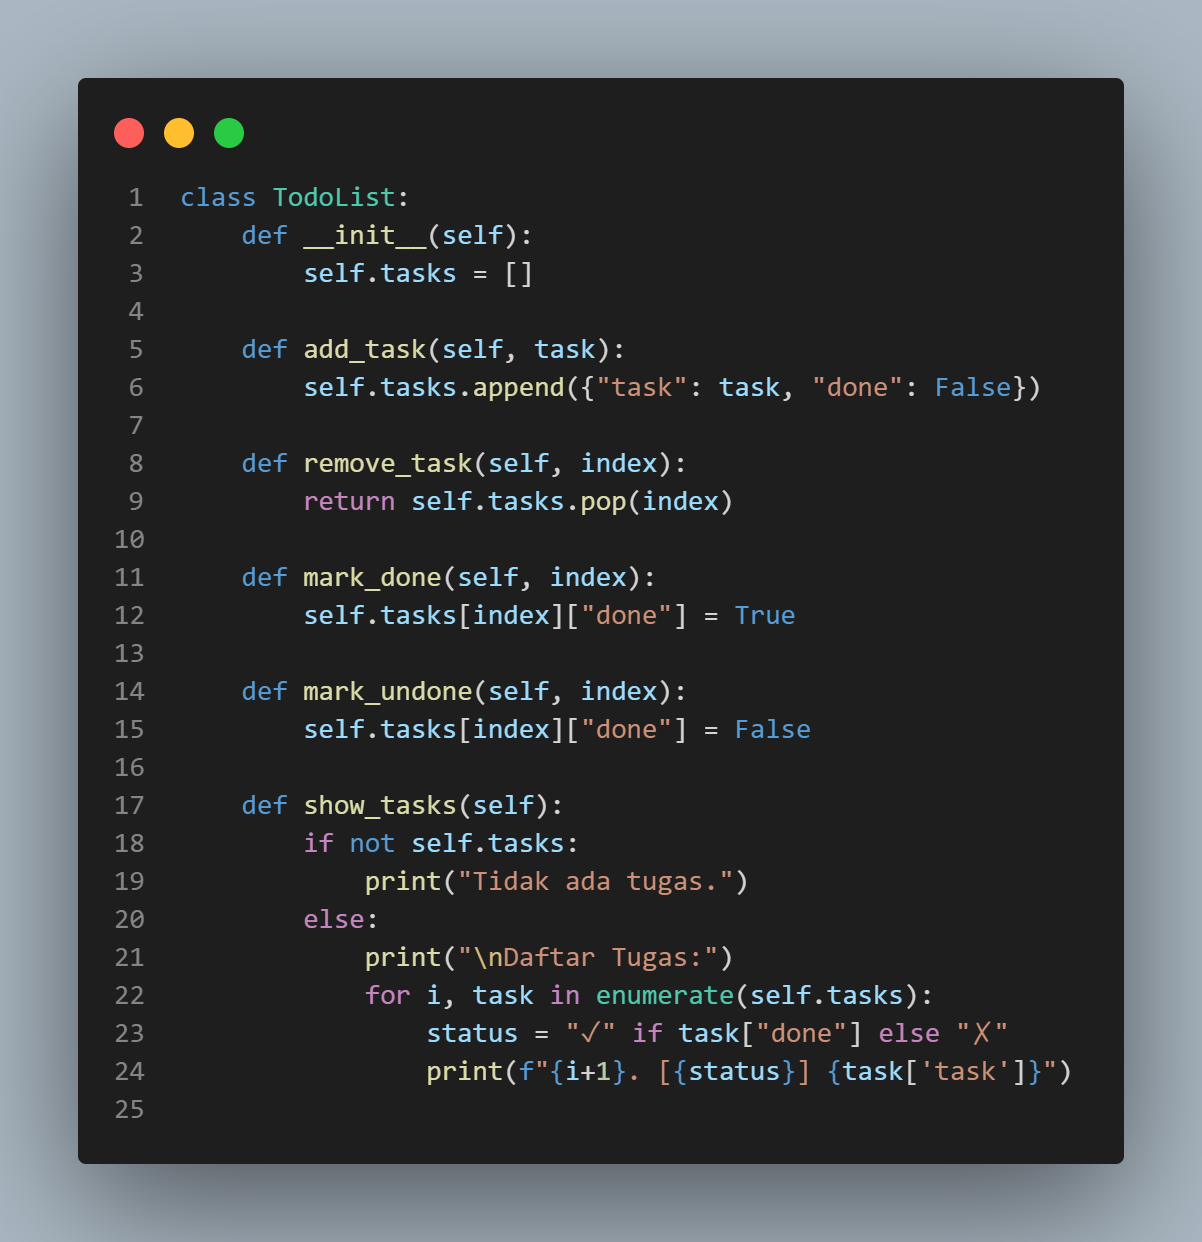 1 class TodoList:
2     def __init__(self):
3         self.tasks = []
4
5     def add_task(self, task):
6         self.tasks.append({"task": task, "done": False})
7
8     def remove_task(self, index):
9         return self.tasks.pop(index)
10
11     def mark_done(self, index):
12         self.tasks[index]["done"] = True
13
14     def mark_undone(self, index):
15         self.tasks[index]["done"] = False
16
17     def show_tasks(self):
18         if not self.tasks:
19             print("Tidak ada tugas.")
20         else:
21             print("\nDaftar Tugas:")
22             for i, task in enumerate(self.tasks):
23                 status = "✓" if task["done"] else "✗"
24                 print(f"{i+1}. [{status}] {task['task']}")
25